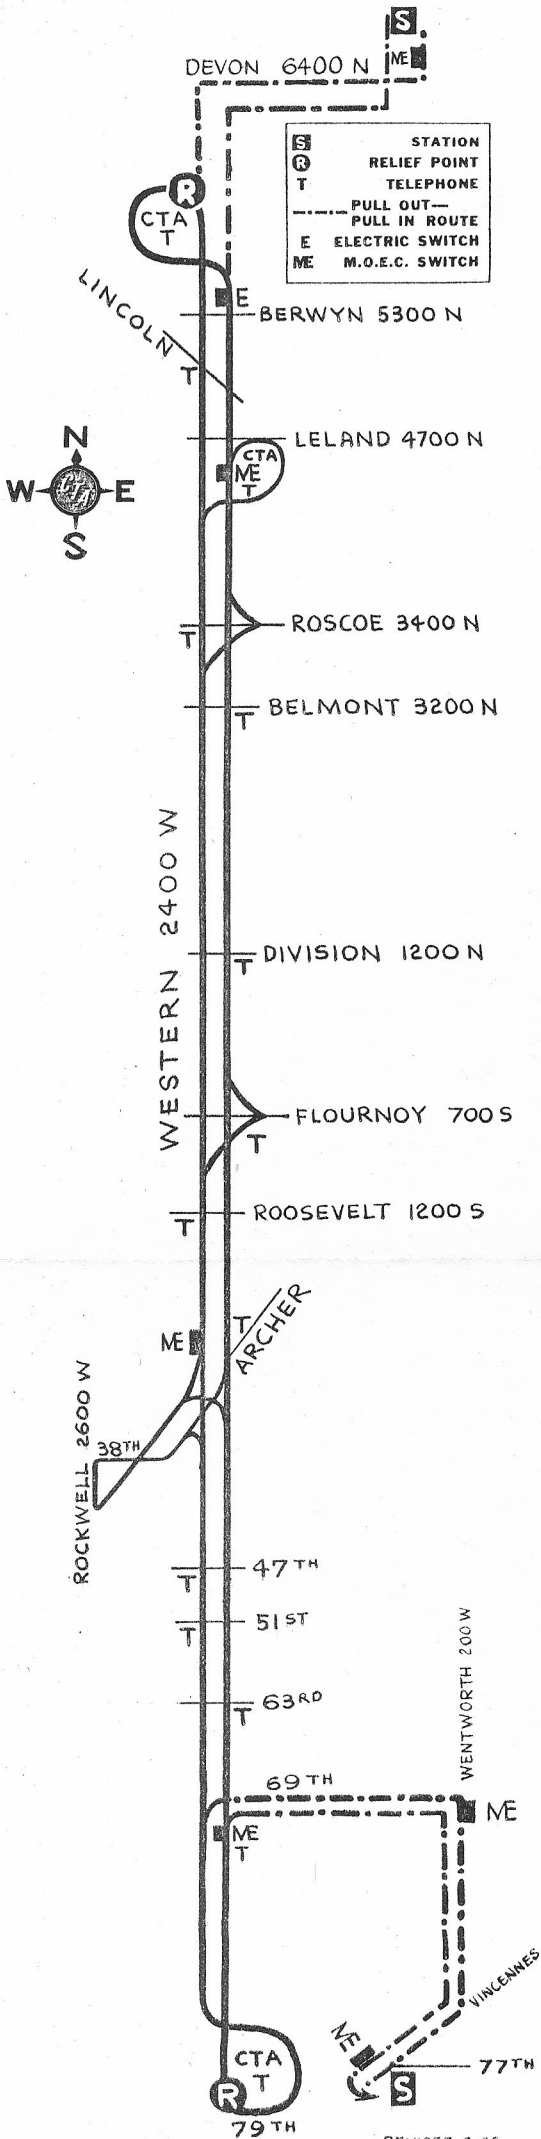 S
ME
DEVON 6400 N
S STATION
R RELIEF POINT
T TELEPHONE
PULL OUT—
PULL IN ROUTE
E ELECTRIC SWITCH
ME M.O.E.C. SWITCH
R
CTA
T
E
BERWYN 5300 N
LINCOLN
T
LELAND 4700 N
CTA
ME
T
N
W CTA E
S
ROSCOE 3400 N
T
BELMONT 3200 N
T
WESTERN 2400 W
DIVISION 1200 N
T
FLOURNOY 700 S
T
ROOSEVELT 1200 S
T
T
ARCHER
ME
ROCKWELL 2600 W
38TH
47TH
T
51ST
T
63RD
T
WENTWORTH 200 W
69TH
ME
ME
T
VINCENNES
ME
77TH
S
CTA
T
R
79TH